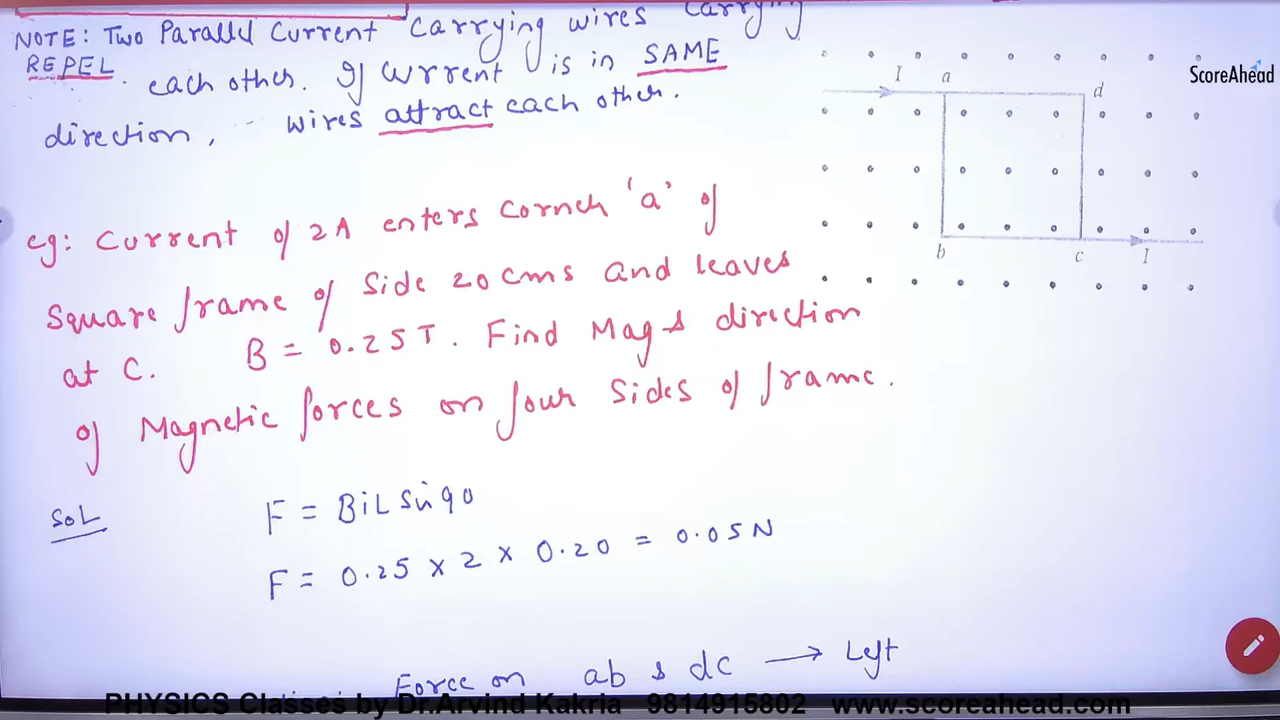 NOTE: Two Parallel Current Carrying wires Carrying
REPEL each other. If Current is in SAME
direction, wires attract each other.
ScoreAhead
I a d
b c I
eg: Current of 2A enters Corner 'a' of
Square frame of Side 20 cms and leaves
at C. B = 0.25T. Find Mag & direction
of Magnetic forces on four Sides of frame.
SOL
F = BiL Sin 90
F = 0.25 × 2 × 0.20 = 0.05 N
Force on ab & dc → Left
PHYSICS Classes by Dr.Arvind Kakria 9814915802 www.scoreahead.com